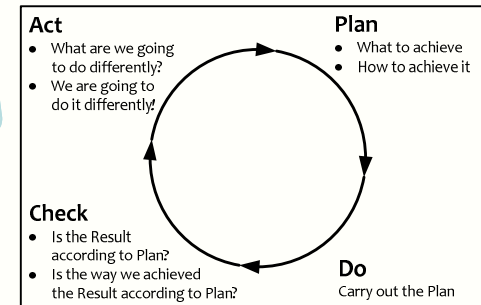 Act
• What are we going
to do differently?
• We are going to
do it differently!
Plan
• What to achieve
• How to achieve it
Check
• Is the Result
according to Plan?
• Is the way we achieved
the Result according to Plan?
Do
Carry out the Plan